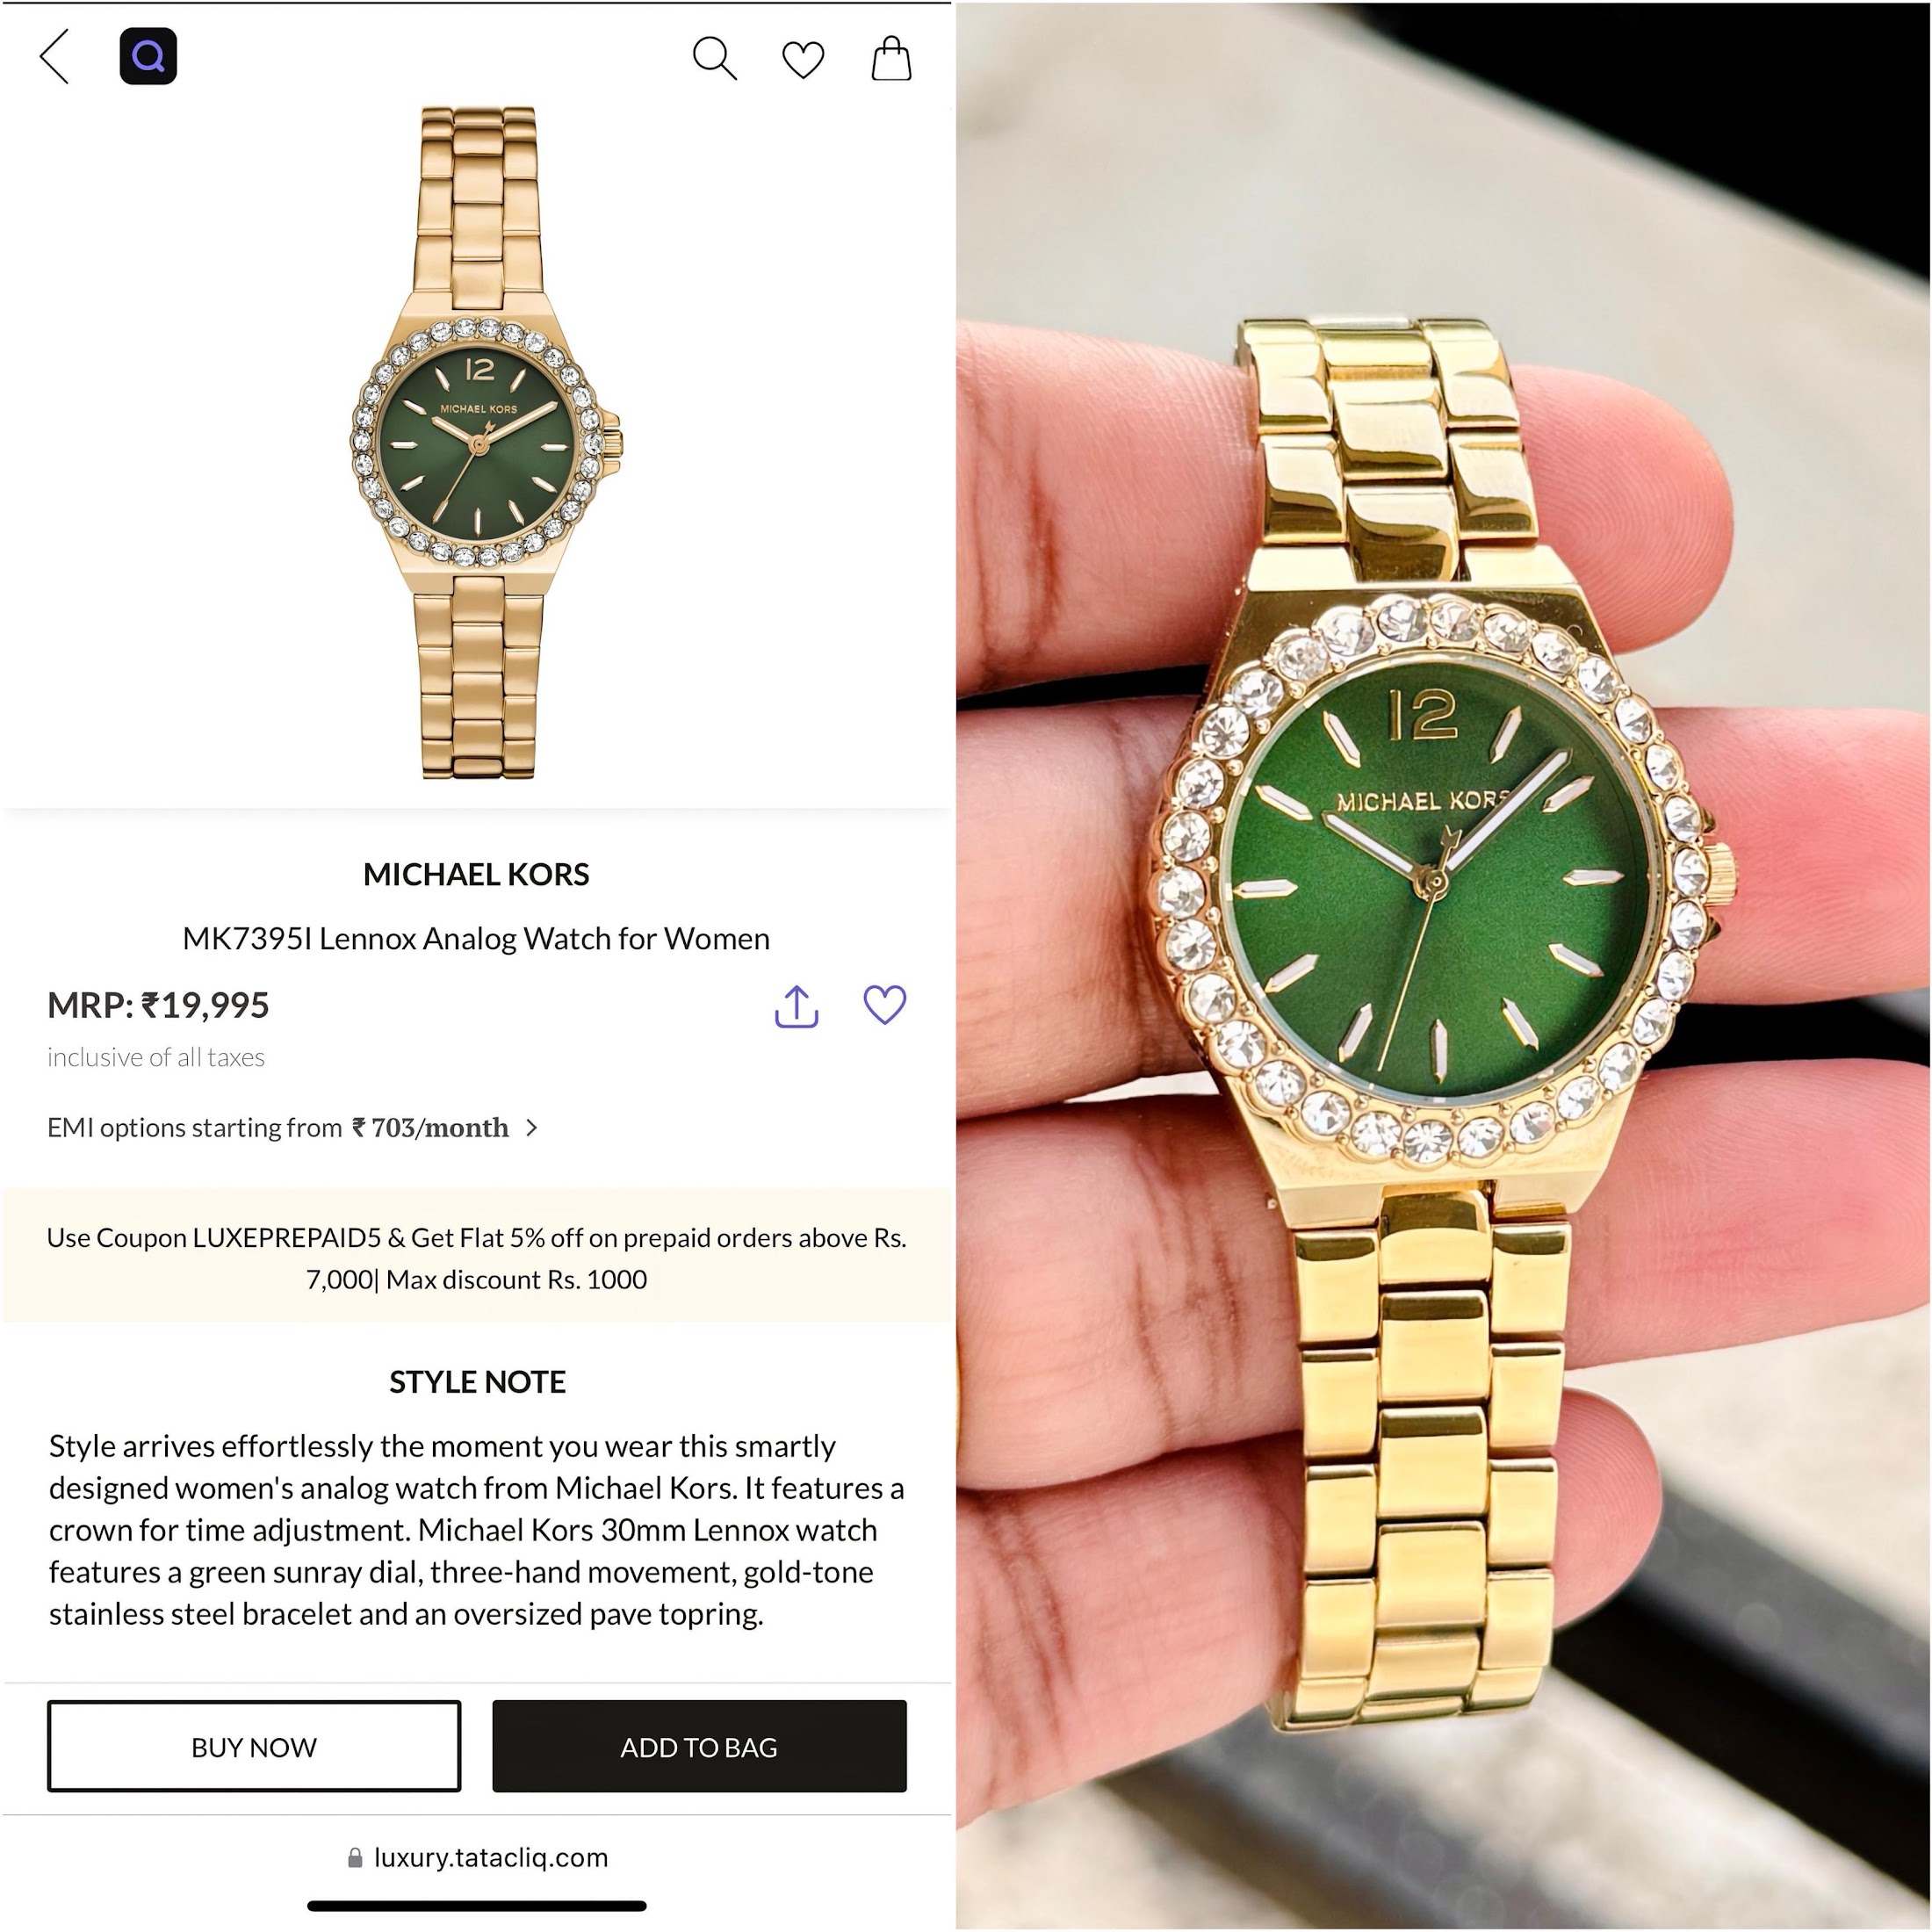 12
MICHAEL KORS
MICHAEL KORS
MK7395I Lennox Analog Watch for Women
MRP: ₹19,995
inclusive of all taxes
EMI options starting from ₹ 703/month >
Use Coupon LUXEPREPAID5 & Get Flat 5% off on prepaid orders above Rs.
7,000| Max discount Rs. 1000
STYLE NOTE
Style arrives effortlessly the moment you wear this smartly
designed women's analog watch from Michael Kors. It features a
crown for time adjustment. Michael Kors 30mm Lennox watch
features a green sunray dial, three-hand movement, gold-tone
stainless steel bracelet and an oversized pave topring.
BUY NOW
ADD TO BAG
luxury.tatacliq.com
12
MICHAEL KORS